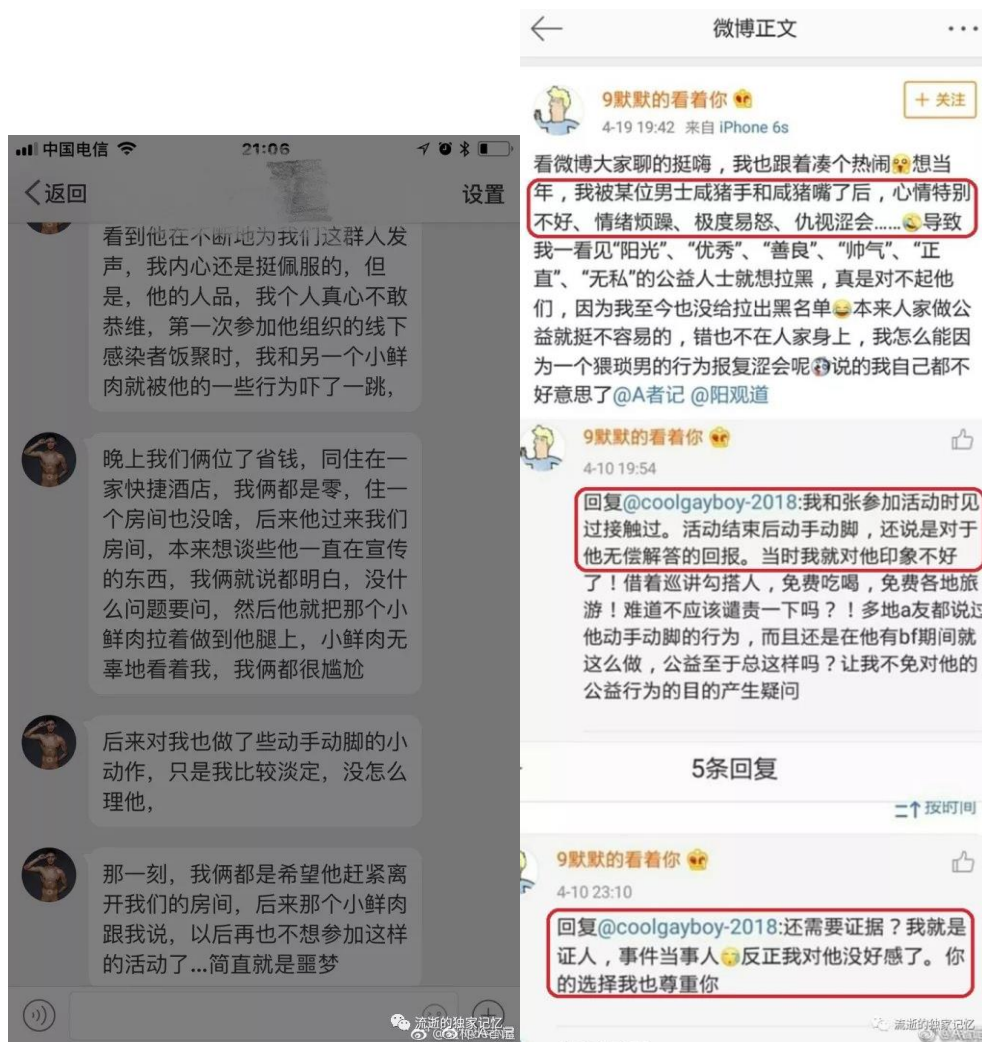 中国电信
21:06
返回
设置
看到他在不断地为我们这群人发
声，我内心还是挺佩服的，但
是，他的人品，我个人真心不敢
恭维，第一次参加他组织的线下
感染者饭聚时，我和另一个小鲜
肉就被他的一些行为吓了一跳，
晚上我们俩位了省钱，同住在一
家快捷酒店，我俩都是零，住一
个房间也没啥，后来他过来我们
房间，本来想谈些他一直在宣传
的东西，我俩就说都明白，没什
么问题要问，然后他就把那个小
鲜肉拉着做到他腿上，小鲜肉无
辜地看着我，我俩都很尴尬
后来对我也做了些动手动脚的小
动作，只是我比较淡定，没怎么
理他，
那一刻，我俩都是希望他赶紧离
开我们的房间，后来那个小鲜肉
跟我说，以后再也不想参加这样
的活动了...简直就是噩梦
流逝的独家记忆
微博正文
9默默的看着你
+ 关注
4-19 19:42 来自 iPhone 6s
看微博大家聊的挺嗨，我也跟着凑个热闹想当
年，我被某位男士咸猪手和咸猪嘴了后，心情特别
不好、情绪烦躁、极度易怒、仇视涩会……导致
我一看见“阳光“、“优秀“、“善良“、“帅气“、“正
直“、“无私“的公益人士就想拉黑，真是对不起他
们，因为我至今也没给拉出黑名单本来人家做公
益就挺不容易的，错也不在人家身上，我怎么能因
为一个猥琐男的行为报复涩会呢说的我自己都不
好意思了@A者记 @阳观道
9默默的看着你
4-10 19:54
回复@coolgayboy-2018:我和张参加活动时见
过接触过。活动结束后动手动脚，还说是对于
他无偿解答的回报。当时我就对他印象不好
了！借着巡讲勾搭人，免费吃喝，免费各地旅
游！难道不应该谴责一下吗？！多地a友都说过
他动手动脚的行为，而且还是在他有bf期间就
这么做，公益至于总这样吗？让我不免对他的
公益行为的目的产生疑问
5条回复
按时间
9默默的看着你
4-10 23:10
回复@coolgayboy-2018:还需要证据？我就是
证人，事件当事人反正我对他没好感了。你
的选择我也尊重你
流逝的独家记忆